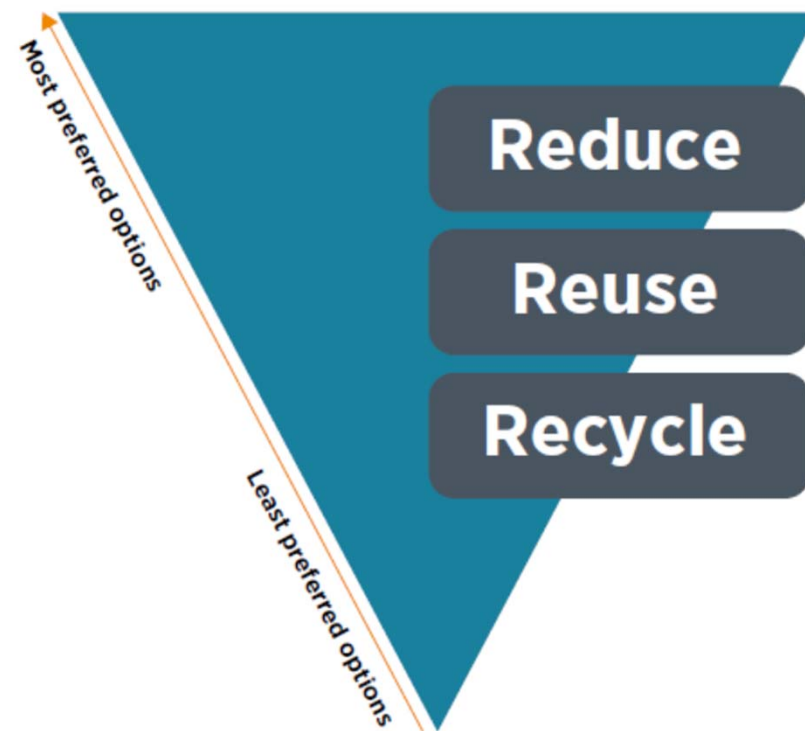 Most preferred options
Reduce
Reuse
Recycle
Least preferred options